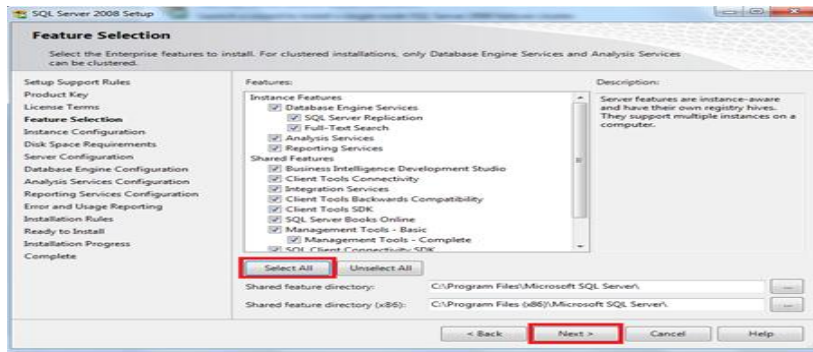 SQL Server 2008 Setup
Feature Selection
Select the Enterprise features to install. For clustered installations, only Database Engine Services and Analysis Services
can be clustered.
Setup Support Rules
Product Key
License Terms
Feature Selection
Instance Configuration
Disk Space Requirements
Server Configuration
Database Engine Configuration
Analysis Services Configuration
Reporting Services Configuration
Error and Usage Reporting
Installation Rules
Ready to Install
Installation Progress
Complete
Features:
Instance Features
Database Engine Services
SQL Server Replication
Full-Text Search
Analysis Services
Reporting Services
Shared Features
Business Intelligence Development Studio
Client Tools Connectivity
Integration Services
Client Tools Backwards Compatibility
Client Tools SDK
SQL Server Books Online
Management Tools - Basic
Management Tools - Complete
SQL Client Connectivity SDK
Description:
Server features are instance-aware
and have their own registry hives.
They support multiple instances on a
computer.
Select All
Unselect All
Shared feature directory:
C:\Program Files\Microsoft SQL Server\
...
Shared feature directory (x86):
C:\Program Files (x86)\Microsoft SQL Server\
...
< Back
Next >
Cancel
Help